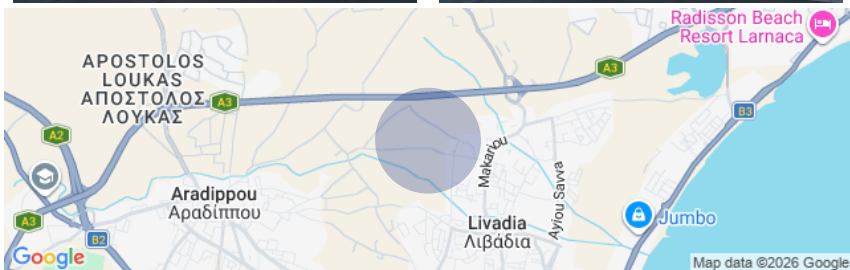 Radisson Beach
Resort Larnaca
APOSTOLOS
LOUKAS
ΑΠΟΣΤΟΛΟΣ
ΛΟΥΚΑΣ
A3
A3
B3
A2
Makariou
Ayiou Savva
Aradippou
Αραδίππου
A3
B2
Livadia
Λιβάδια
Jumbo
Google
Map data ©2026 Google